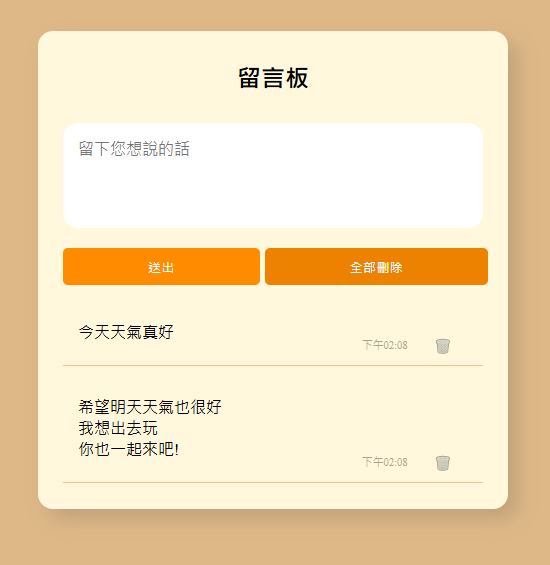 留言板
留下您想說的話
送出
全部刪除
今天天氣真好
下午02:08
希望明天天氣也很好
我想出去玩
你也一起來吧!
下午02:08